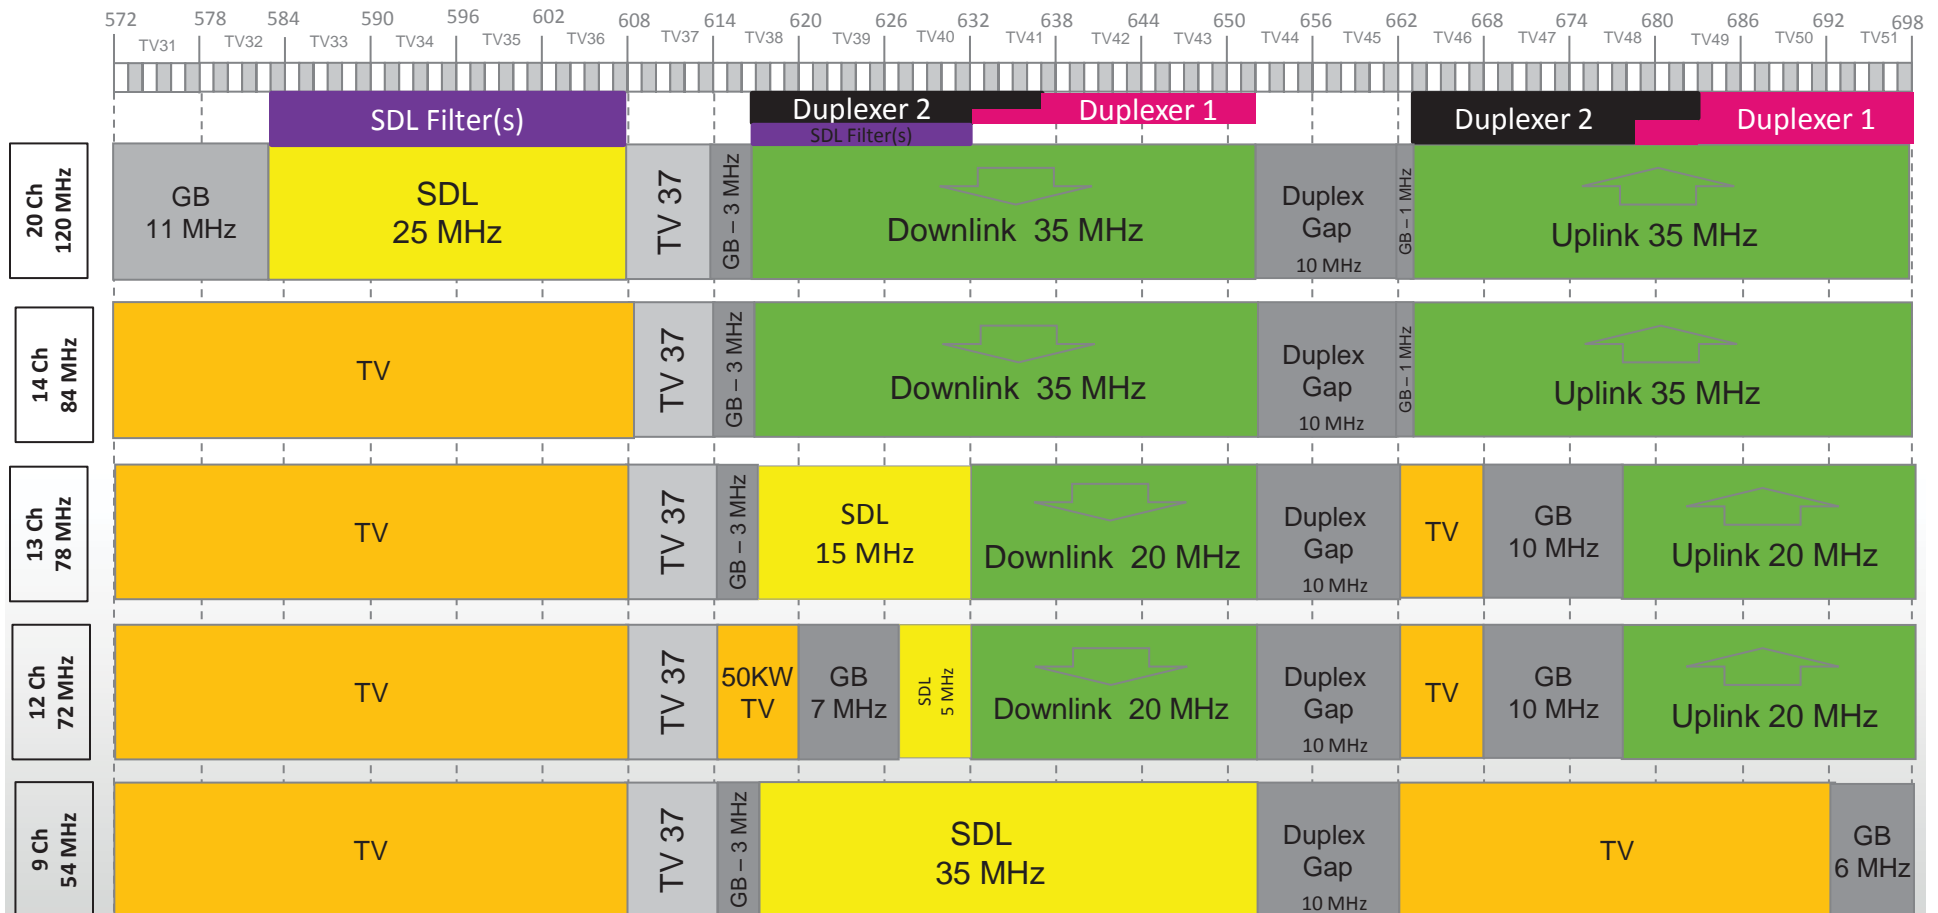 572 578 584 590 596 602 608 614 620 626 632 638 644 650 656 662 668 674 680 686 692 698
TV31 TV32 TV33 TV34 TV35 TV36 TV37 TV38 TV39 TV40 TV41 TV42 TV43 TV44 TV45 TV46 TV47 TV48 TV49 TV50 TV51
SDL Filter(s)
Duplexer 2
Duplexer 1
SDL Filter(s)
Duplexer 2
Duplexer 1
20 Ch
120 MHz
GB
11 MHz
SDL
25 MHz
TV 37
GB – 3 MHz
Downlink 35 MHz
Duplex
Gap
10 MHz
GB – 1 MHz
Uplink 35 MHz
14 Ch
84 MHz
TV
TV 37
GB – 3 MHz
Downlink 35 MHz
Duplex
Gap
10 MHz
GB – 1 MHz
Uplink 35 MHz
13 Ch
78 MHz
TV
TV 37
GB – 3 MHz
SDL
15 MHz
Downlink 20 MHz
Duplex
Gap
10 MHz
TV
GB
10 MHz
Uplink 20 MHz
12 Ch
72 MHz
TV
TV 37
50KW
TV
GB
7 MHz
SDL
5 MHz
Downlink 20 MHz
Duplex
Gap
10 MHz
TV
GB
10 MHz
Uplink 20 MHz
9 Ch
54 MHz
TV
TV 37
GB – 3 MHz
SDL
35 MHz
Duplex
Gap
10 MHz
TV
GB
6 MHz